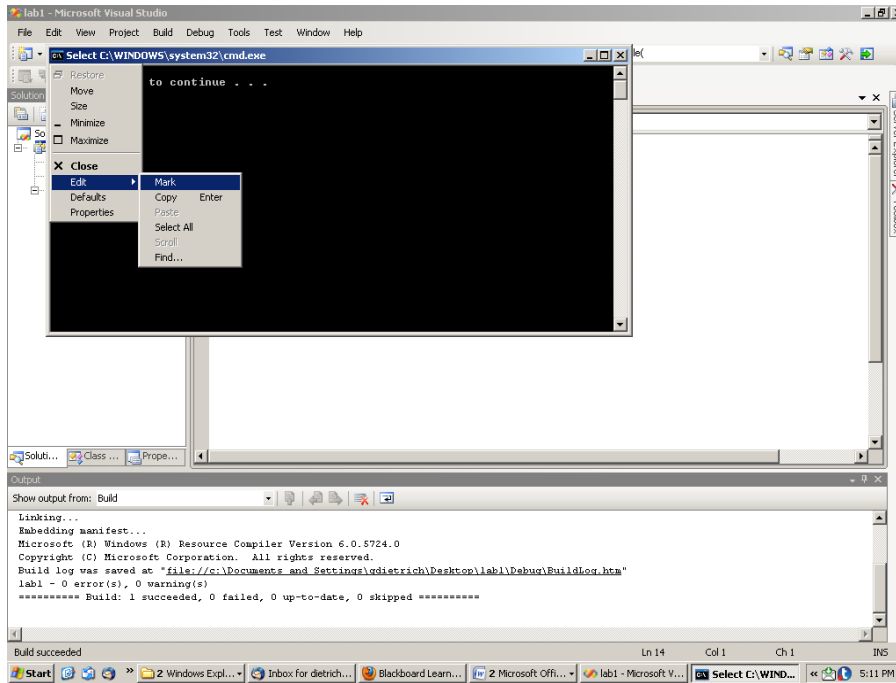 lab1 - Microsoft Visual Studio
File Edit View Project Build Debug Tools Test Window Help
Select C:\WINDOWS\system32\cmd.exe
Restore
Move
Size
Minimize
Maximize
Close
Edit
Defaults
Properties
to continue . . .
Mark
Copy Enter
Paste
Select All
Scroll
Find...
Solution
So
Server Explorer
Toolbox
Soluti... Class ... Prope...
Output
Show output from: Build
Linking...
Embedding manifest...
Microsoft (R) Windows (R) Resource Compiler Version 6.0.5724.0
Copyright (C) Microsoft Corporation. All rights reserved.
Build log was saved at "file://c:\Documents and Settings\gdietrich\Desktop\lab1\Debug\BuildLog.htm"
lab1 - 0 error(s), 0 warning(s)
========== Build: 1 succeeded, 0 failed, 0 up-to-date, 0 skipped ==========
Build succeeded Ln 14 Col 1 Ch 1 INS
Start 2 Windows Expl... Inbox for dietrich... Blackboard Learn... 2 Microsoft Offi... lab1 - Microsoft V... Select C:\WIND... 5:11 PM